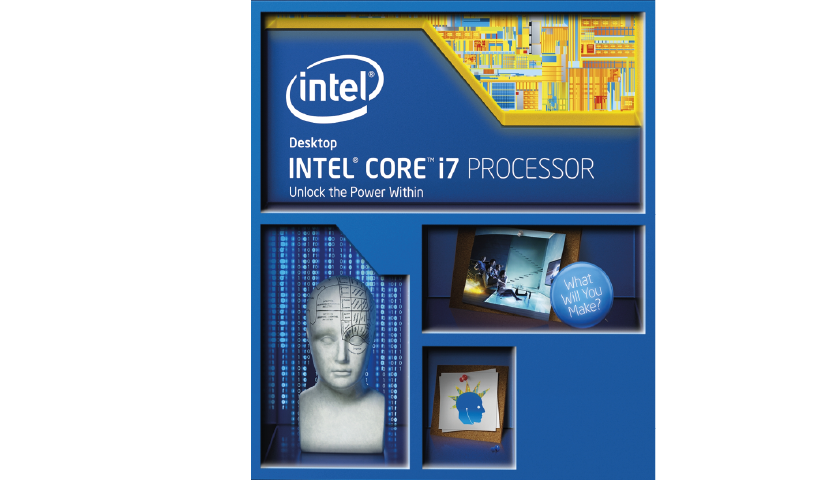 intel®
Desktop
INTEL® CORE™ i7 PROCESSOR
Unlock the Power Within
What
Will You
Make?